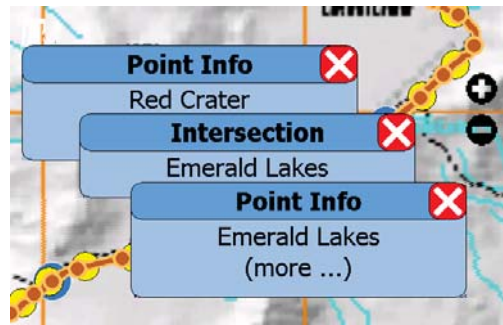 Point Info
Red Crater
Intersection
Emerald Lakes
Point Info
Emerald Lakes
(more ...)